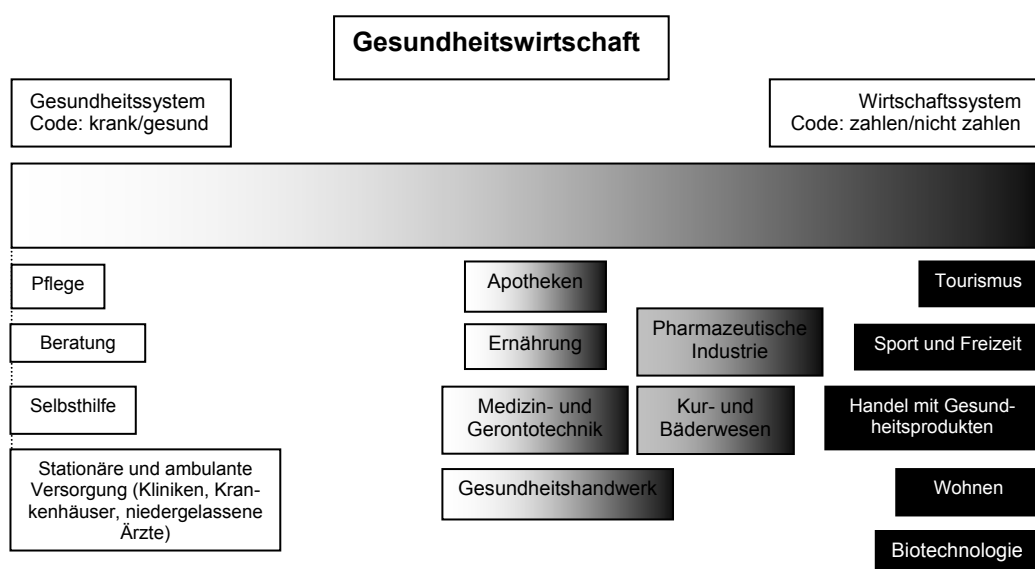 Gesundheitswirtschaft
Gesundheitssystem
Code: krank/gesund
Wirtschaftssystem
Code: zahlen/nicht zahlen
Pflege
Apotheken
Tourismus
Beratung
Ernährung
Pharmazeutische
Industrie
Sport und Freizeit
Selbsthilfe
Medizin- und
Gerontotechnik
Kur- und
Bäderwesen
Handel mit Gesund-
heitsprodukten
Stationäre und ambulante
Versorgung (Kliniken, Kran-
kenhäuser, niedergelassene
Ärzte)
Gesundheitshandwerk
Wohnen
Biotechnologie